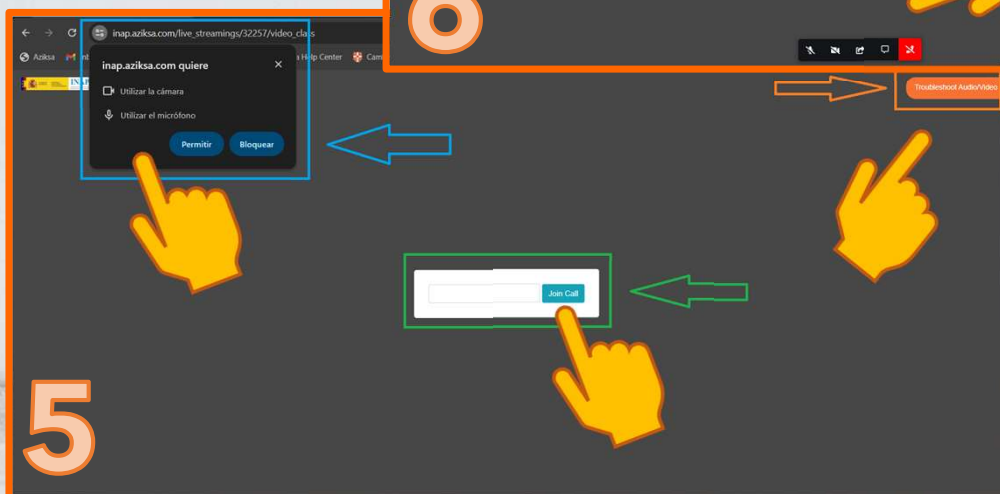 6
inap.aziksa.com/live_streamings/32257/video_class
Aziksa
Help Center
inap.aziksa.com quiere
Utilizar la cámara
Utilizar el micrófono
Permitir Bloquear
Troubleshoot Audio/Video
Join Call
5